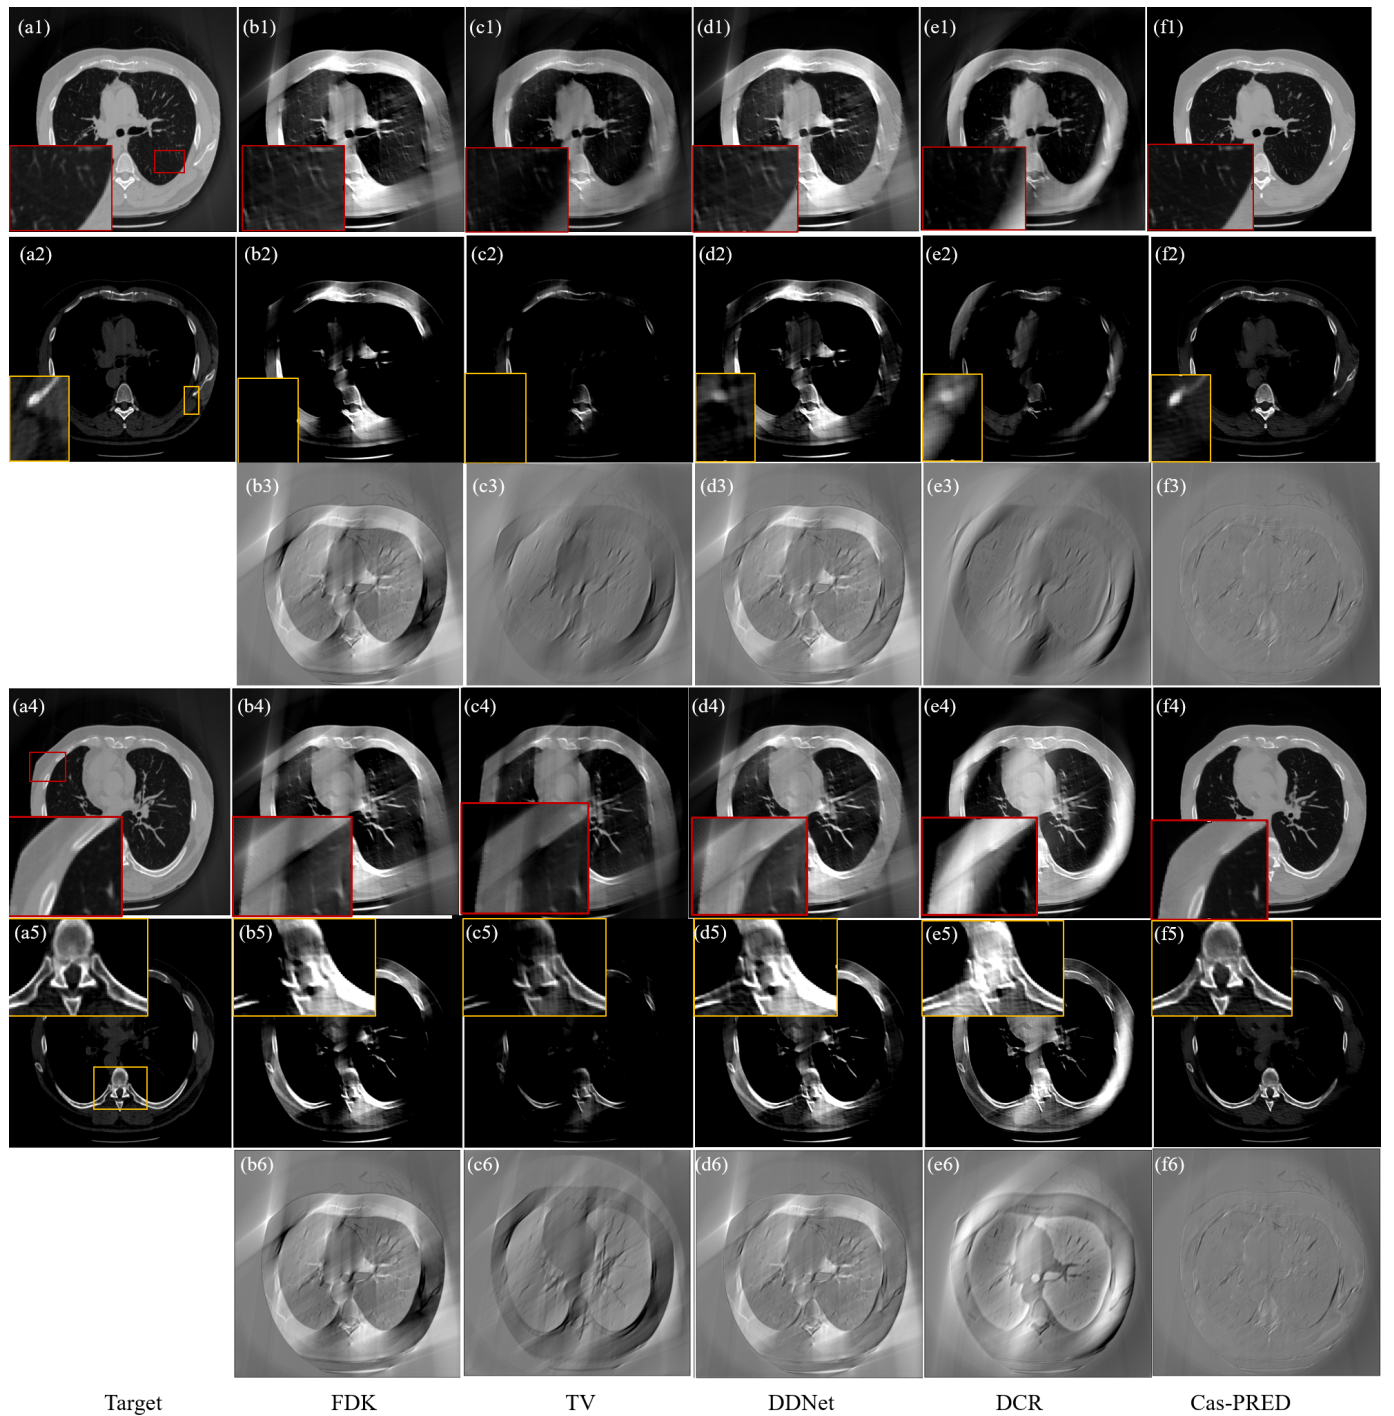 (a1) (b1) (c1) (d1) (e1) (f1)
(a2) (b2) (c2) (d2) (e2) (f2)
(b3) (c3) (d3) (e3) (f3)
(a4) (b4) (c4) (d4) (e4) (f4)
(a5) (b5) (c5) (d5) (e5) (f5)
(b6) (c6) (d6) (e6) (f6)
Target FDK TV DDNet DCR Cas-PRED